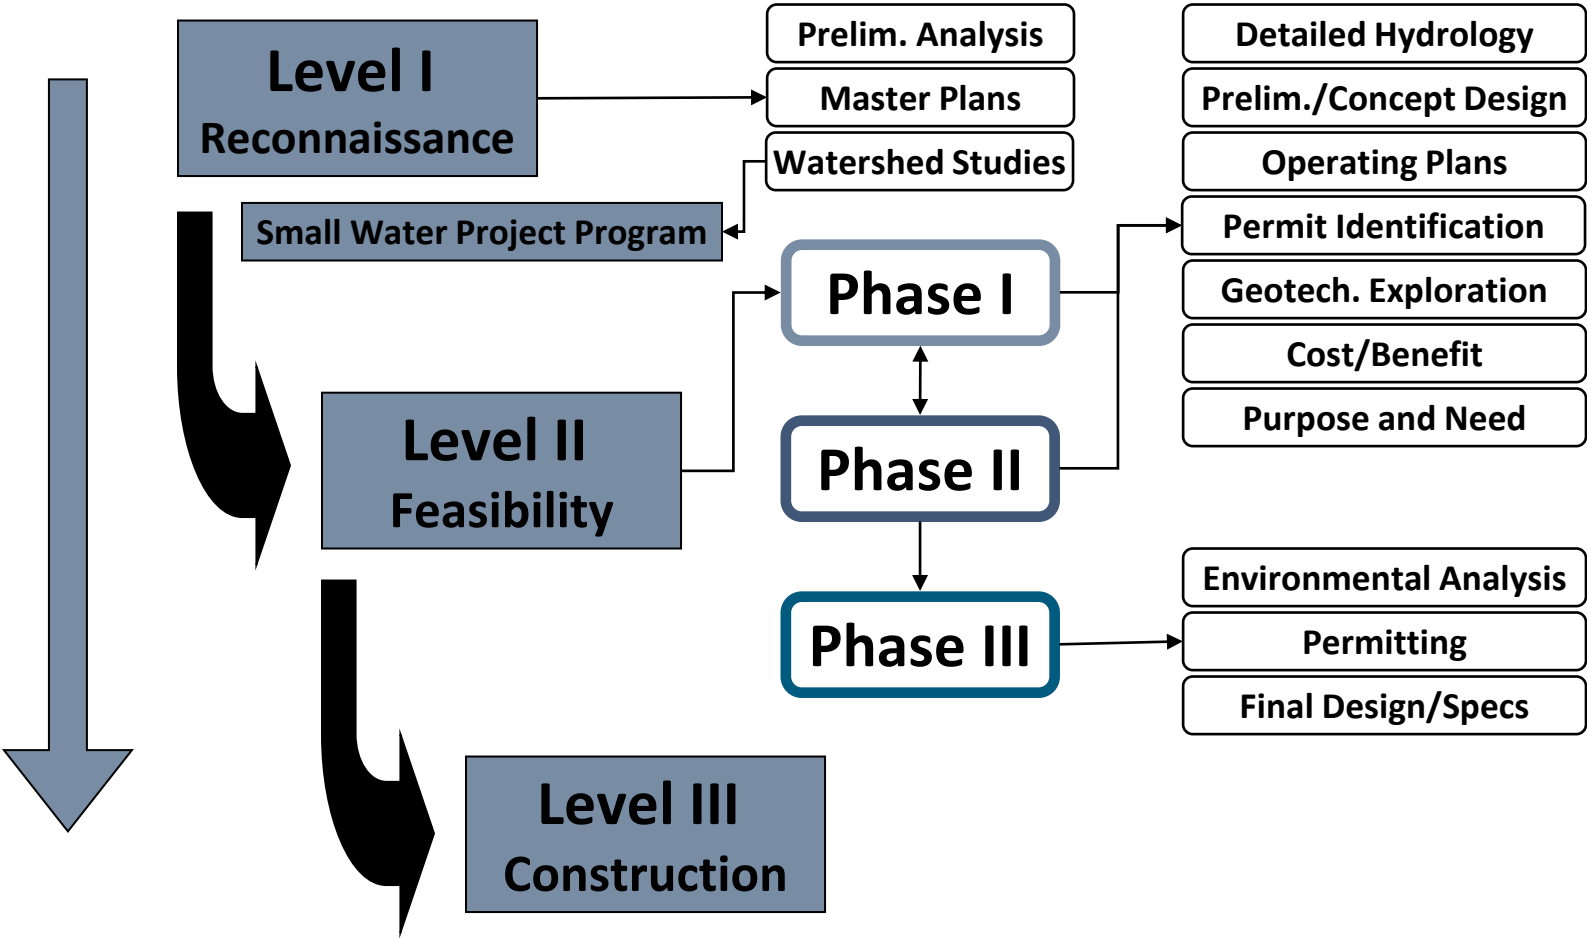 Level I
Reconnaissance
Prelim. Analysis
Master Plans
Watershed Studies
Small Water Project Program
Level II
Feasibility
Phase I
Phase II
Phase III
Detailed Hydrology
Prelim./Concept Design
Operating Plans
Permit Identification
Geotech. Exploration
Cost/Benefit
Purpose and Need
Environmental Analysis
Permitting
Final Design/Specs
Level III
Construction